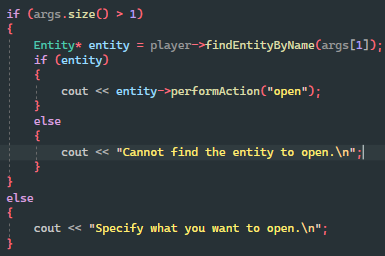 if (args.size() > 1)
{
    Entity* entity = player->findEntityByName(args[1]);
    if (entity)
    {
        cout << entity->performAction("open");
    }
    else
    {
        cout << "Cannot find the entity to open.\n";
    }
}
else
{
    cout << "Specify what you want to open.\n";
}